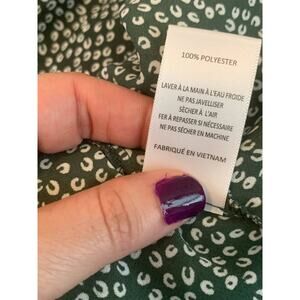 100% POLYESTER
LAVER À LA MAIN À L'EAU FROIDE
NE PAS JAVELLISER
SÈCHER À L'AIR
FER À REPASSER SI NÉCESSAIRE
NE PAS SÉCHER EN MACHINE
FABRIQUÉ EN VIETNAM